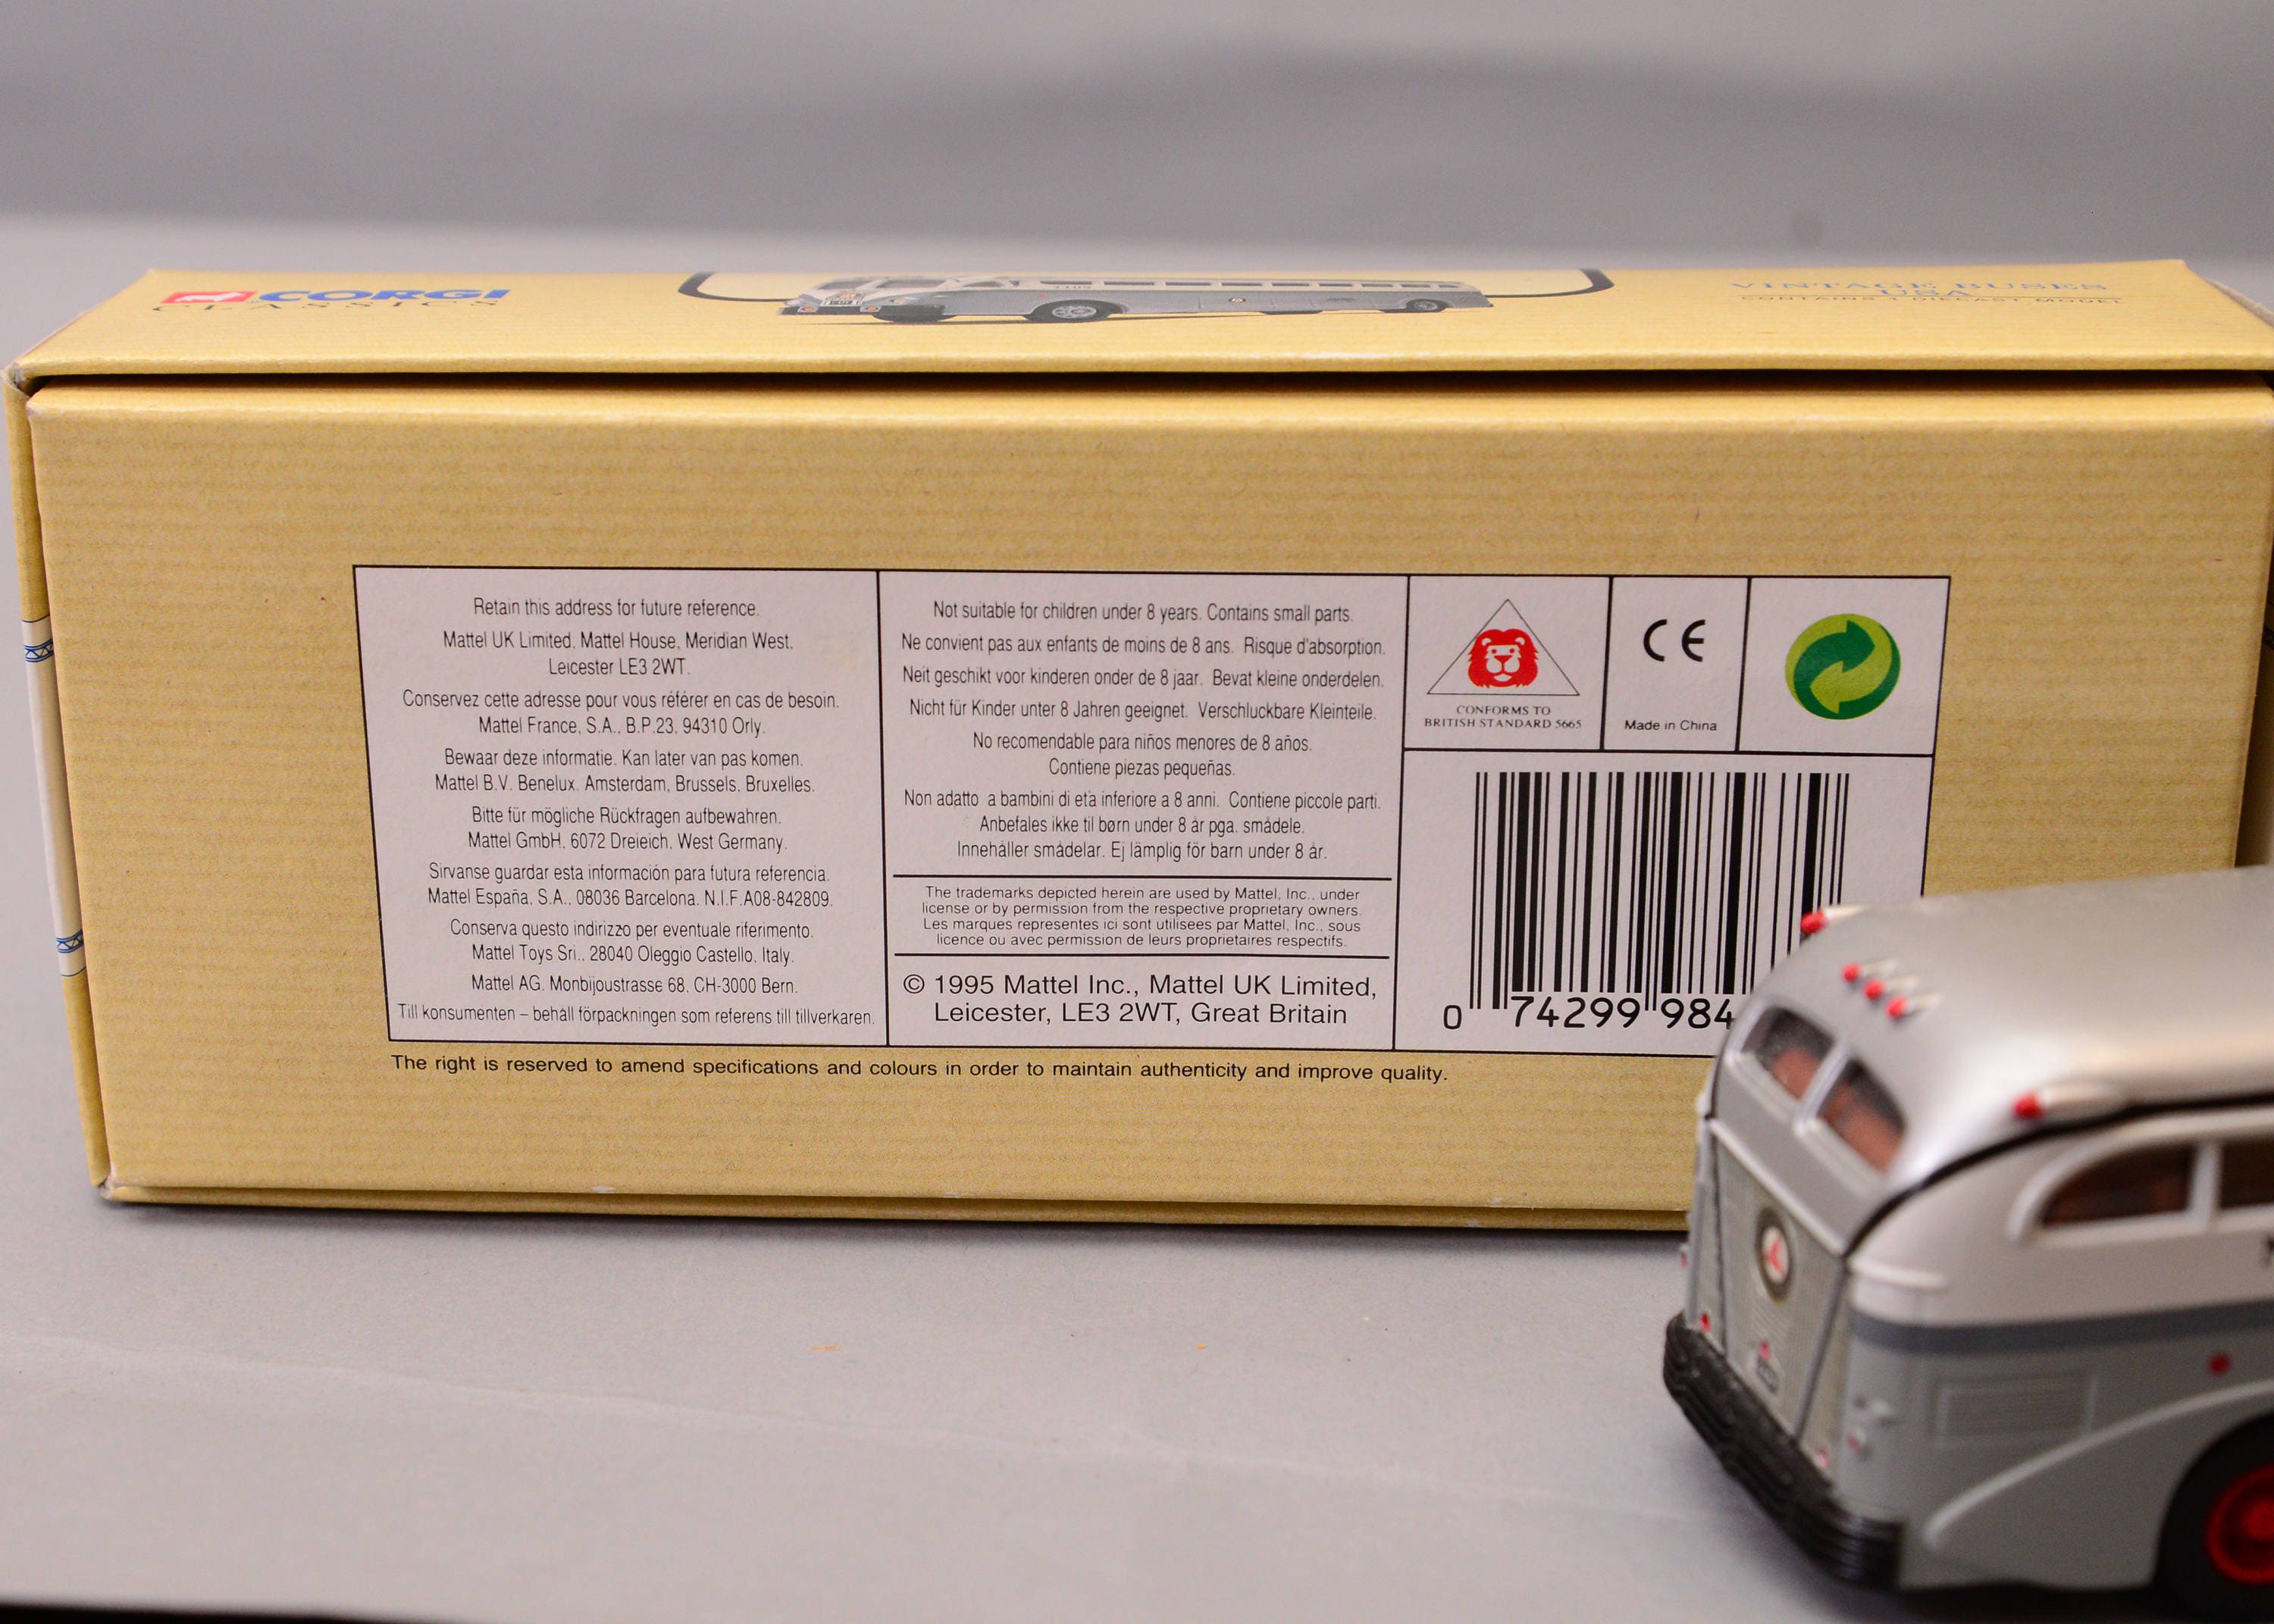 CORGI
CLASSICS
VINTAGE BUSES
USA
CONTAINS 1 DIECAST MODEL
Retain this address for future reference.
Mattel UK Limited, Mattel House, Meridian West,
Leicester LE3 2WT.
Conservez cette adresse pour vous référer en cas de besoin.
Mattel France, S.A., B.P.23, 94310 Orly.
Bewaar deze informatie. Kan later van pas komen.
Mattel B.V. Benelux, Amsterdam, Brussels, Bruxelles.
Bitte für mögliche Rückfragen aufbewahren.
Mattel GmbH, 6072 Dreieich, West Germany.
Sirvanse guardar esta información para futura referencia.
Mattel España, S.A., 08036 Barcelona. N.I.F.A08-842809.
Conserva questo indirizzo per eventuale riferimento.
Mattel Toys Sri., 28040 Oleggio Castello, Italy.
Mattel AG. Monbijoustrasse 68. CH-3000 Bern.
Till konsumenten – behåll förpackningen som referens till tillverkaren.
Not suitable for children under 8 years. Contains small parts.
Ne convient pas aux enfants de moins de 8 ans. Risque d'absorption.
Neit geschikt voor kinderen onder de 8 jaar. Bevat kleine onderdelen.
Nicht für Kinder unter 8 Jahren geeignet. Verschluckbare Kleinteile.
No recomendable para niños menores de 8 años.
Contiene piezas pequeñas.
Non adatto a bambini di età inferiore a 8 anni. Contiene piccole parti.
Anbefales ikke til børn under 8 år pga. smådele.
Innehåller smådelar. Ej lämplig för barn under 8 år.
The trademarks depicted herein are used by Mattel, Inc., under
license or by permission from the respective proprietary owners.
Les marques representes ici sont utilisees par Mattel, Inc., sous
licence ou avec permission de leurs proprietaires respectifs.
© 1995 Mattel Inc., Mattel UK Limited,
Leicester, LE3 2WT, Great Britain
CONFORMS TO
BRITISH STANDARD 5665
CE
Made in China
0 74299 984
The right is reserved to amend specifications and colours in order to maintain authenticity and improve quality.